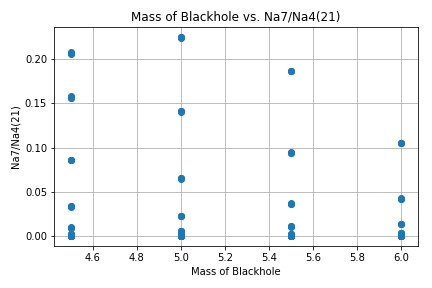 Mass of Blackhole vs. Na7/Na4(21)
0.20
0.15
0.10
0.05
0.00
Na7/Na4(21)
4.6 4.8 5.0 5.2 5.4 5.6 5.8 6.0
Mass of Blackhole